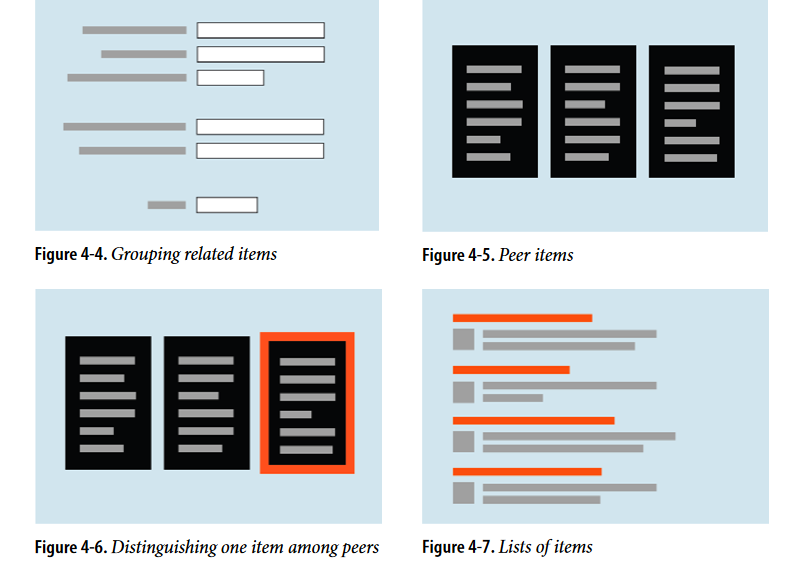 Figure 4-4. Grouping related items
Figure 4-5. Peer items
Figure 4-6. Distinguishing one item among peers
Figure 4-7. Lists of items